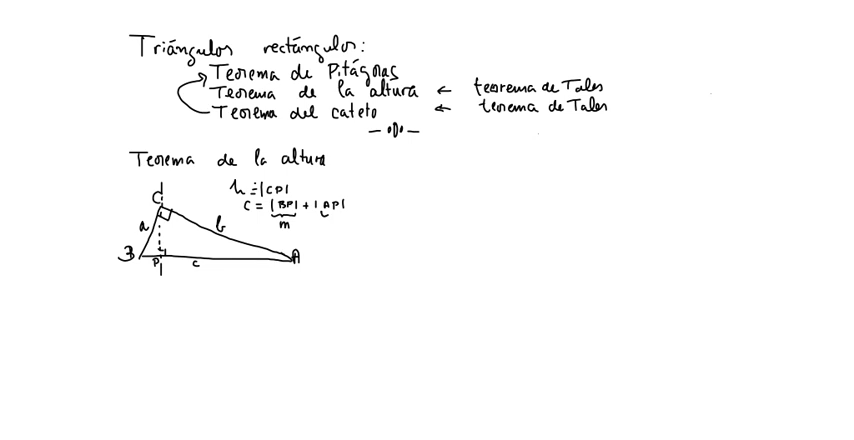 Triángulos rectángulos:
Teorema de Pitágoras
Teorema de la altura ← teorema de Tales
Teorema del cateto ← teorema de Tales
Teorema de la altura
h = |CP|
c = |BP| + |AP|
m
C
a
b
B
P
c
A